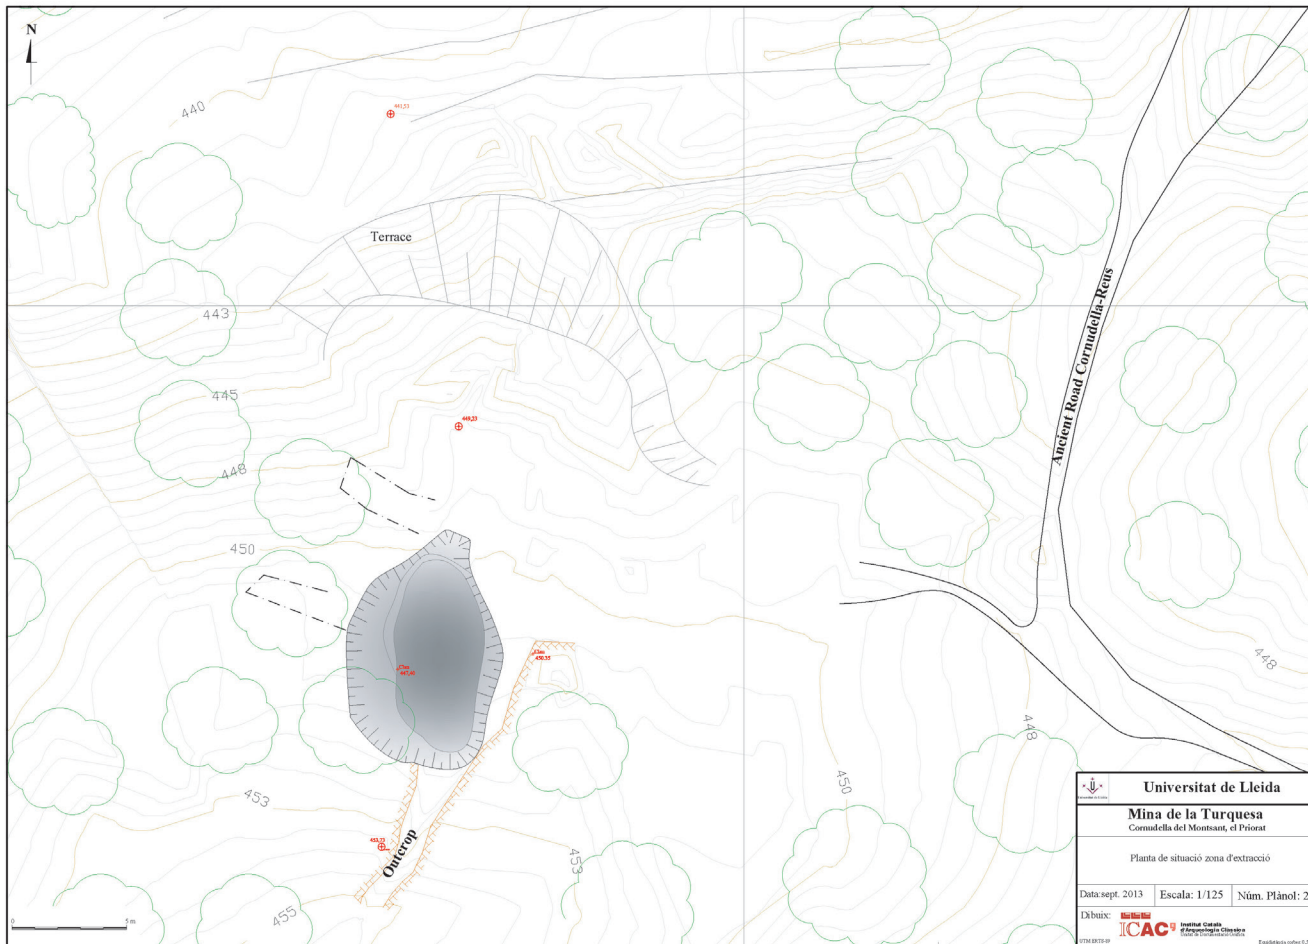 N
440
441,53
Terrace
443
Ancient Road Cornudella-Reus
445
449,23
448
450
450.35
447,40
448
448
450
453
453,73
Outcrop
453
455
0 5 m
Universitat de Lleida
Mina de la Turquesa
Cornudella del Montsant, el Priorat
Planta de situació zona d'extracció
Data:sept. 2013 Escala: 1/125 Núm. Plànol: 2
Dibuix:
ICAC
Institut Català
d'Arqueologia Clàssica